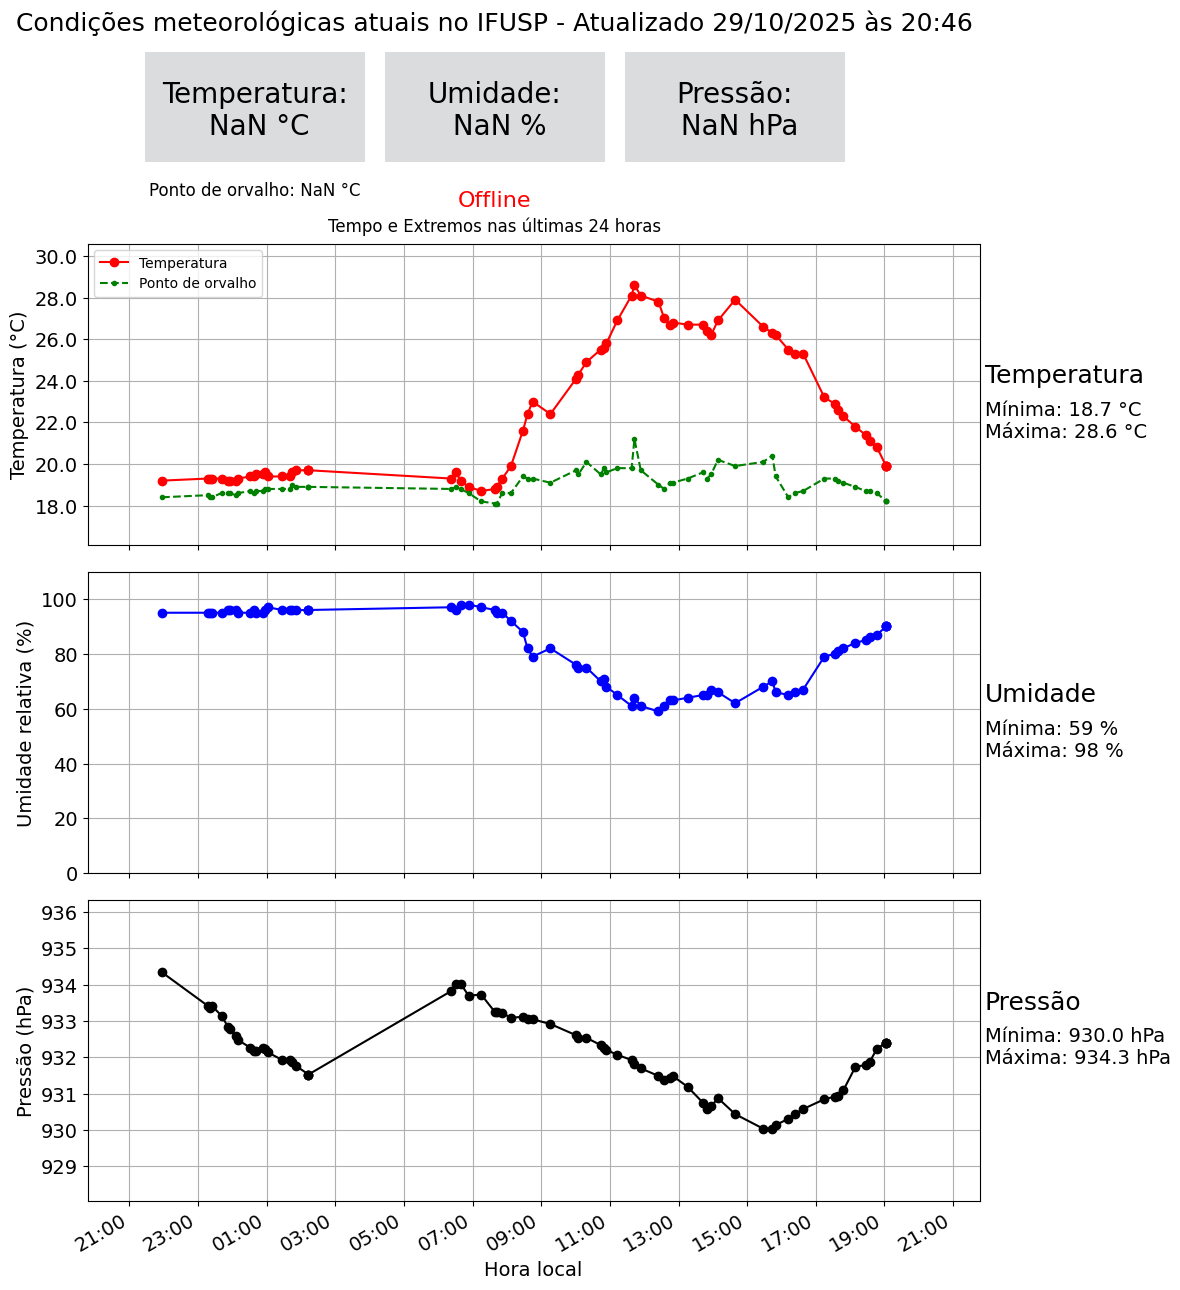 Condições meteorológicas atuais no IFUSP - Atualizado 29/10/2025 às 20:46
Temperatura:
NaN °C
Umidade:
NaN %
Pressão:
NaN hPa
Ponto de orvalho: NaN °C
Offline
Tempo e Extremos nas últimas 24 horas
Temperatura
Ponto de orvalho
Temperatura (°C)
30.0
28.0
26.0
24.0
22.0
20.0
18.0
Temperatura
Mínima: 18.7 °C
Máxima: 28.6 °C
Umidade relativa (%)
100
80
60
40
20
0
Umidade
Mínima: 59 %
Máxima: 98 %
Pressão (hPa)
936
935
934
933
932
931
930
929
Pressão
Mínima: 930.0 hPa
Máxima: 934.3 hPa
21:00 23:00 01:00 03:00 05:00 07:00 09:00 11:00 13:00 15:00 17:00 19:00 21:00
Hora local